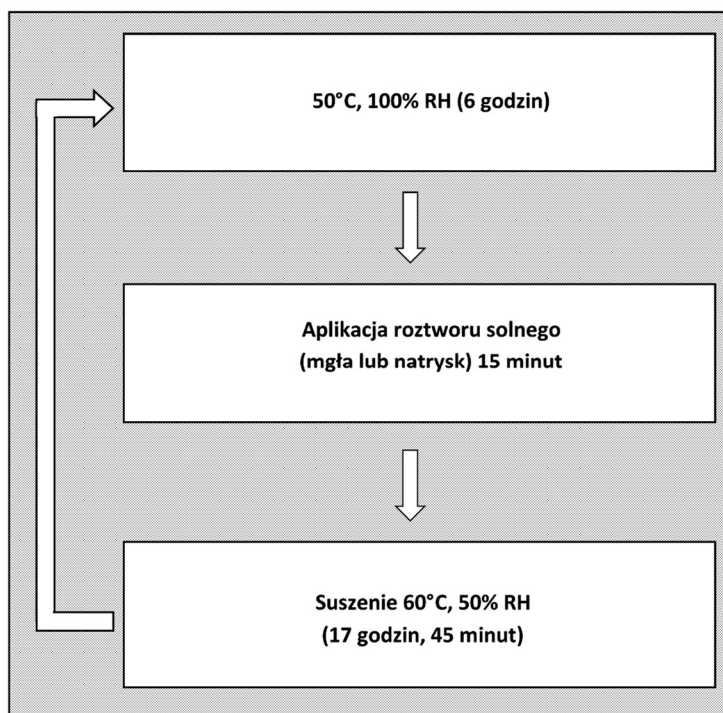 50°C, 100% RH (6 godzin)
Aplikacja roztworu solnego
(mgła lub natrysk) 15 minut
Suszenie 60°C, 50% RH
(17 godzin, 45 minut)